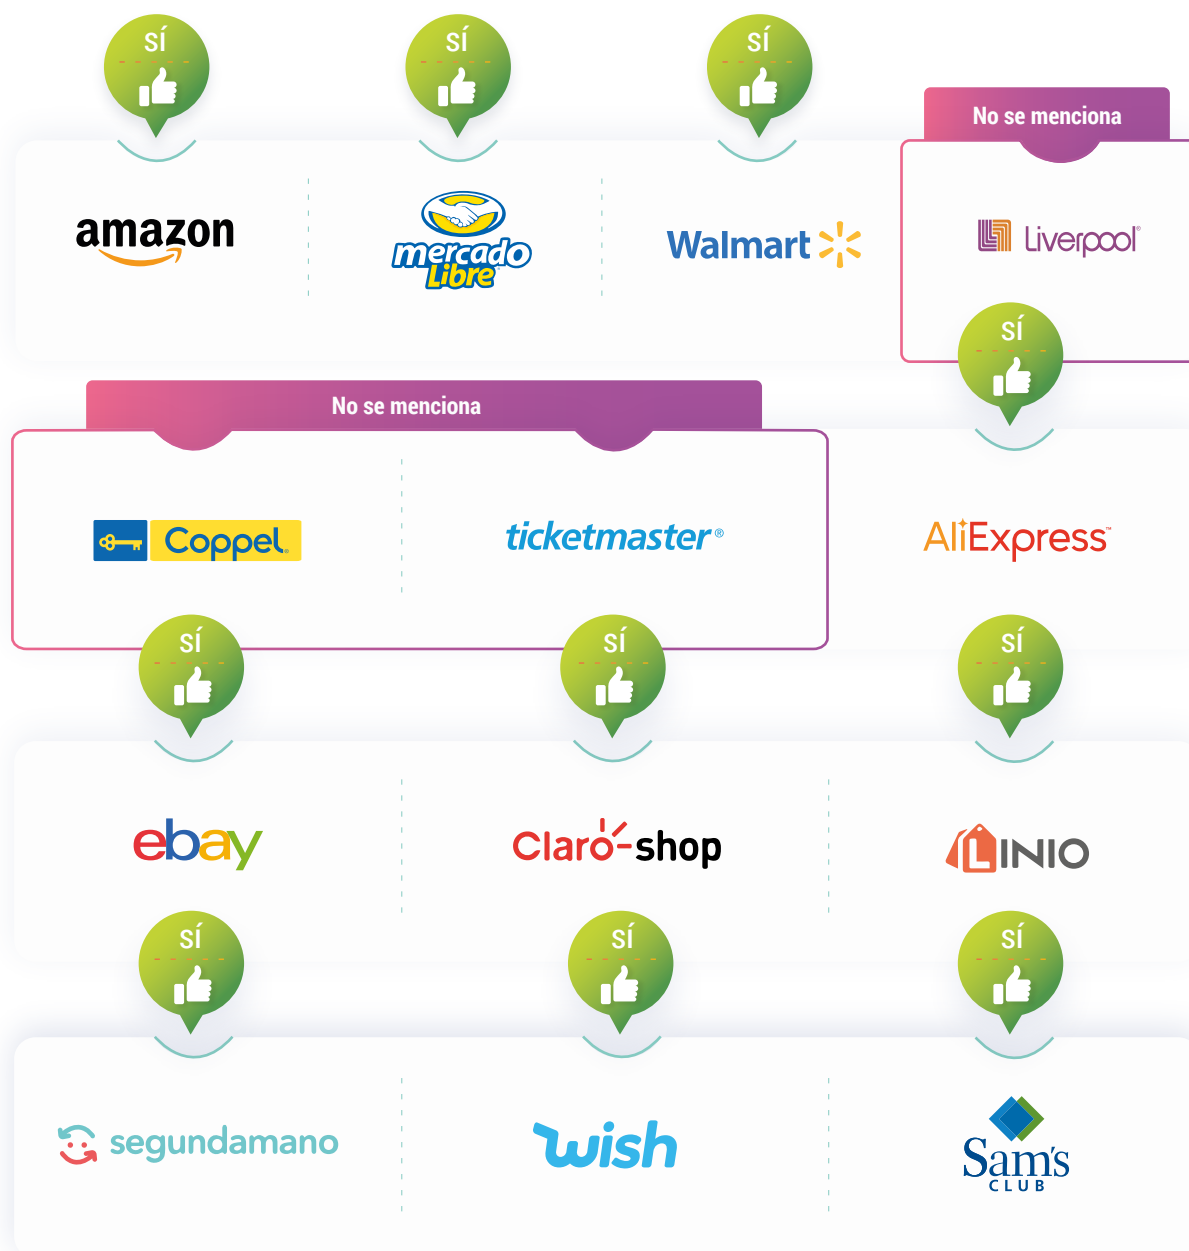 SÍ
SÍ
SÍ
No se menciona
amazon
mercado
Libre
Walmart
Liverpool®
SÍ
No se menciona
Coppel®
ticketmaster®
AliExpress™
SÍ
SÍ
SÍ
ebay
Claro-shop
LINIO
SÍ
SÍ
SÍ
segundamano
wish
Sam's
CLUB